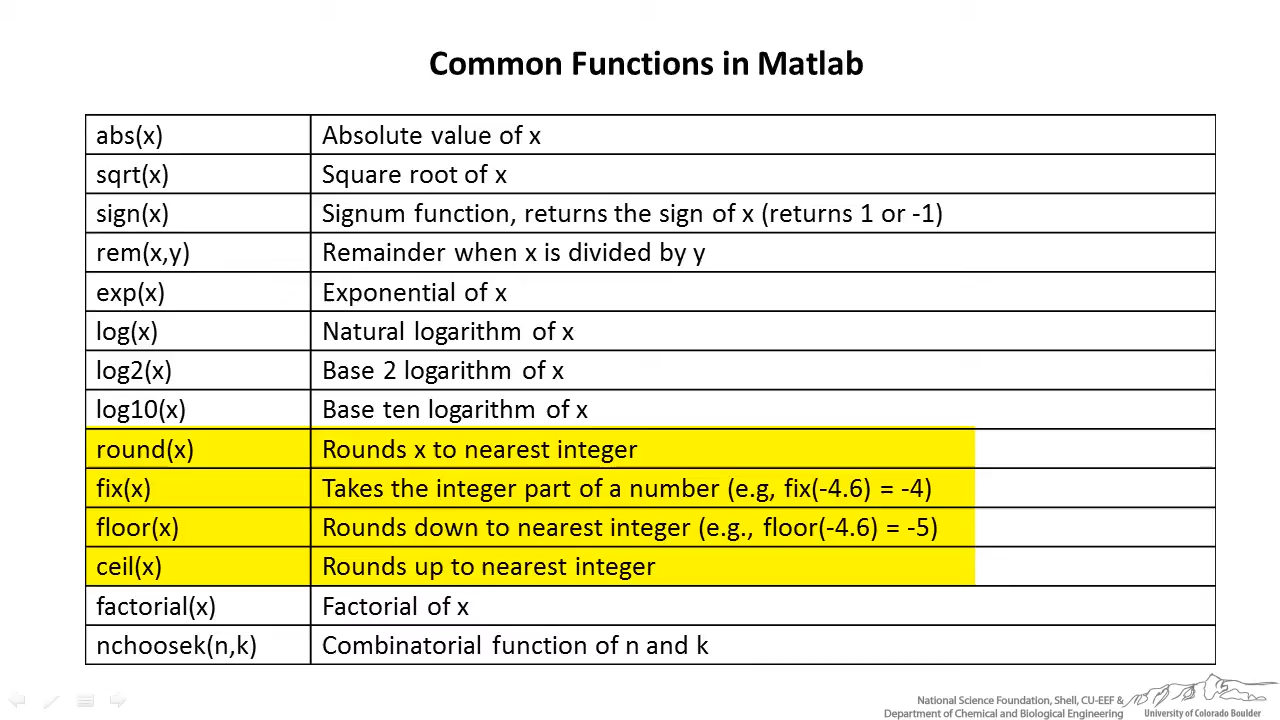 Common Functions in Matlab
abs(x) Absolute value of x
sqrt(x) Square root of x
sign(x) Signum function, returns the sign of x (returns 1 or -1)
rem(x,y) Remainder when x is divided by y
exp(x) Exponential of x
log(x) Natural logarithm of x
log2(x) Base 2 logarithm of x
log10(x) Base ten logarithm of x
round(x) Rounds x to nearest integer
fix(x) Takes the integer part of a number (e.g, fix(-4.6) = -4)
floor(x) Rounds down to nearest integer (e.g., floor(-4.6) = -5)
ceil(x) Rounds up to nearest integer
factorial(x) Factorial of x
nchoosek(n,k) Combinatorial function of n and k
National Science Foundation, Shell, CU-EEF &
Department of Chemical and Biological Engineering
University of Colorado Boulder